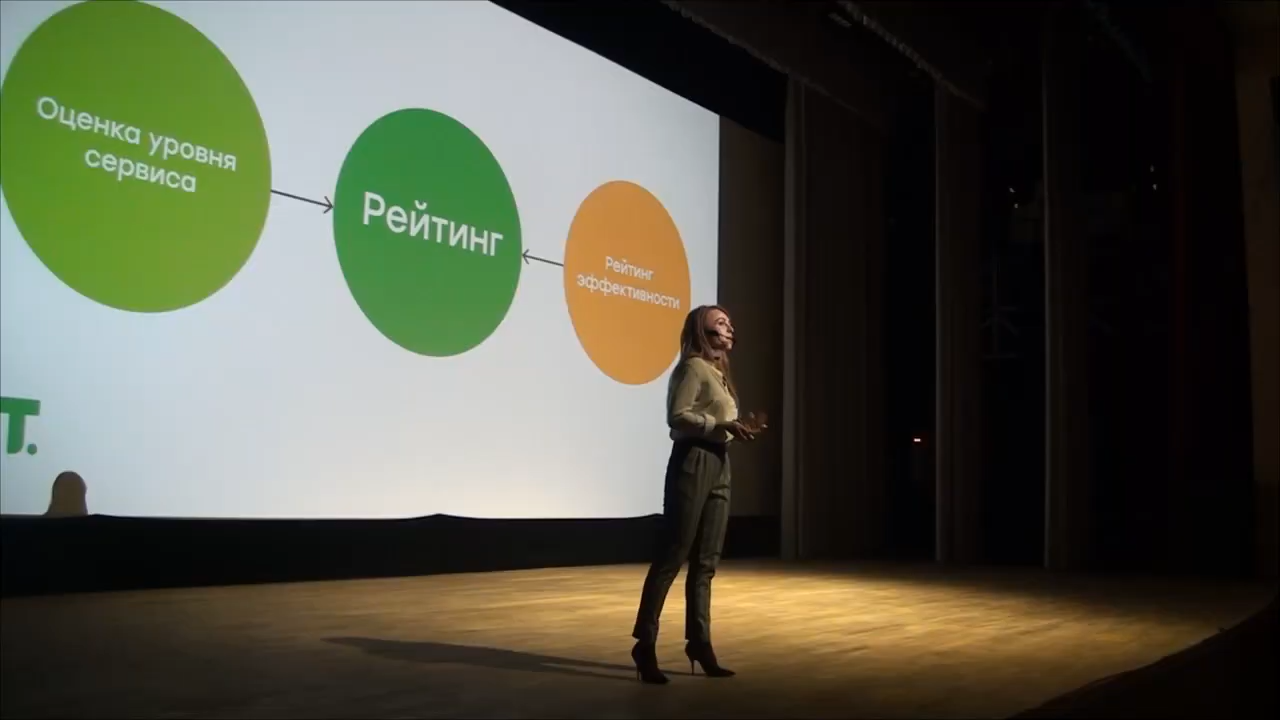 Оценка уровня
сервиса
Рейтинг
Рейтинг
эффективности
Т.